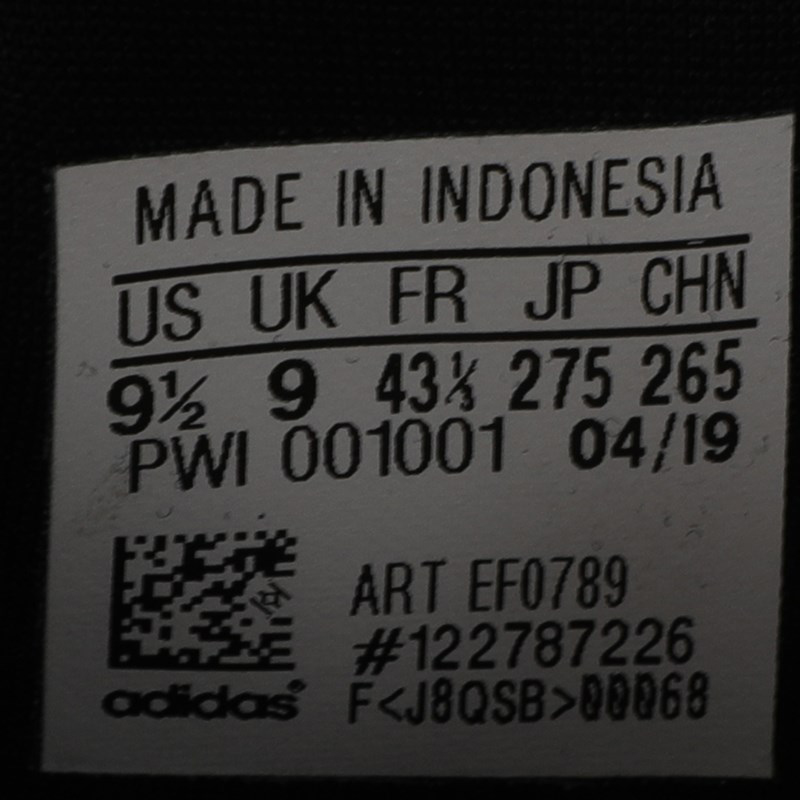 MADE IN INDONESIA
US UK FR JP CHN
9½ 9 43⅓ 275 265
PWI 001001 04/19
ART EF0789
#122787226
adidas® F<J8QSB>00068